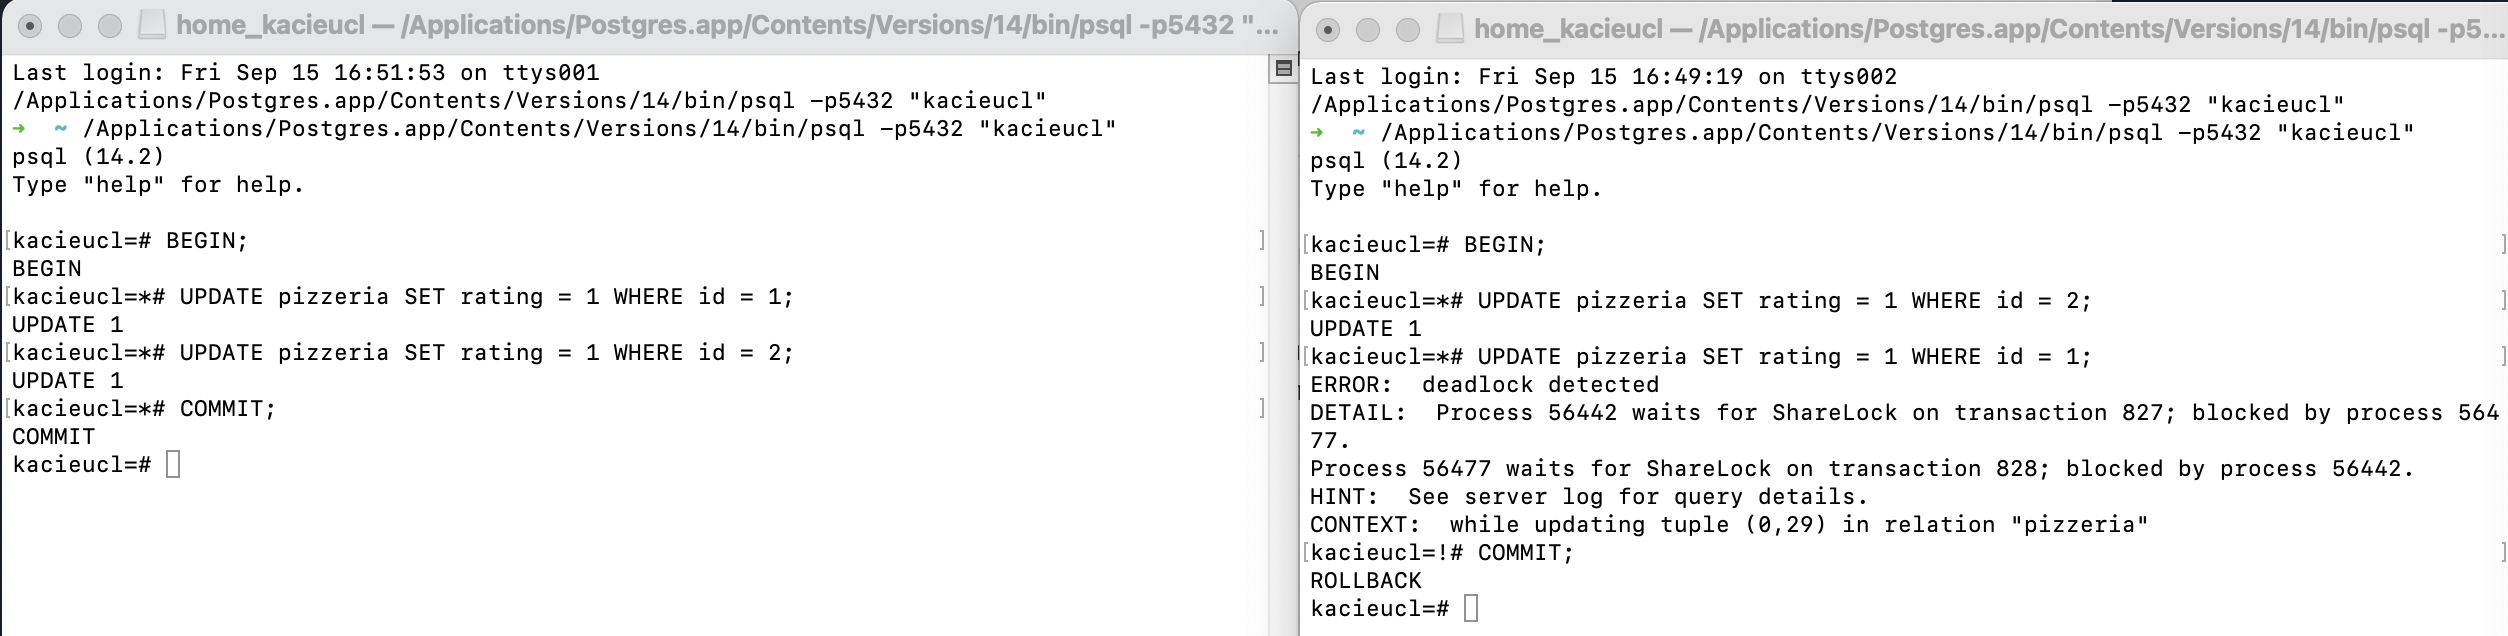 home_kacieucl — /Applications/Postgres.app/Contents/Versions/14/bin/psql -p5432 "...
Last login: Fri Sep 15 16:51:53 on ttys001
/Applications/Postgres.app/Contents/Versions/14/bin/psql -p5432 "kacieucl"
➜  ~ /Applications/Postgres.app/Contents/Versions/14/bin/psql -p5432 "kacieucl"
psql (14.2)
Type "help" for help.
[kacieucl=# BEGIN;                    ]
BEGIN
[kacieucl=*# UPDATE pizzeria SET rating = 1 WHERE id = 1;                    ]
UPDATE 1
[kacieucl=*# UPDATE pizzeria SET rating = 1 WHERE id = 2;                    ]
UPDATE 1
[kacieucl=*# COMMIT;                    ]
COMMIT
kacieucl=#
home_kacieucl — /Applications/Postgres.app/Contents/Versions/14/bin/psql -p5...
Last login: Fri Sep 15 16:49:19 on ttys002
/Applications/Postgres.app/Contents/Versions/14/bin/psql -p5432 "kacieucl"
➜  ~ /Applications/Postgres.app/Contents/Versions/14/bin/psql -p5432 "kacieucl"
psql (14.2)
Type "help" for help.
[kacieucl=# BEGIN;                    ]
BEGIN
[kacieucl=*# UPDATE pizzeria SET rating = 1 WHERE id = 2;                    ]
UPDATE 1
[kacieucl=*# UPDATE pizzeria SET rating = 1 WHERE id = 1;                    ]
ERROR:  deadlock detected
DETAIL:  Process 56442 waits for ShareLock on transaction 827; blocked by process 564
77.
Process 56477 waits for ShareLock on transaction 828; blocked by process 56442.
HINT:  See server log for query details.
CONTEXT:  while updating tuple (0,29) in relation "pizzeria"
[kacieucl=!# COMMIT;                    ]
ROLLBACK
kacieucl=#